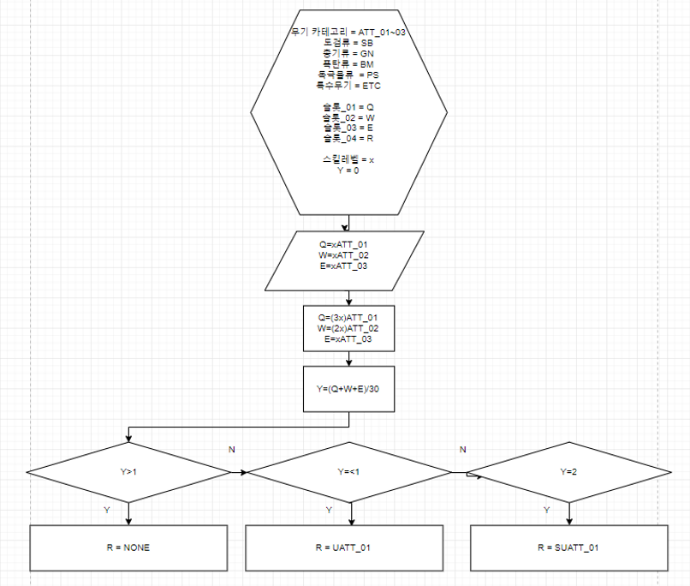 무기 카테고리 = ATT_01~03
도검류 = SB
총기류 = GN
폭탄류 = BM
독극물류 = PS
특수무기 = ETC
슬롯_01 = Q
슬롯_02 = W
슬롯_03 = E
슬롯_04 = R
스킬레벨 = x
Y = 0
Q=xATT_01
W=xATT_02
E=xATT_03
Q=(3x)ATT_01
W=(2x)ATT_02
E=xATT_03
Y=(Q+W+E)/30
N
N
Y>1
Y=<1
Y=2
Y
Y
Y
R = NONE
R = UATT_01
R = SUATT_01